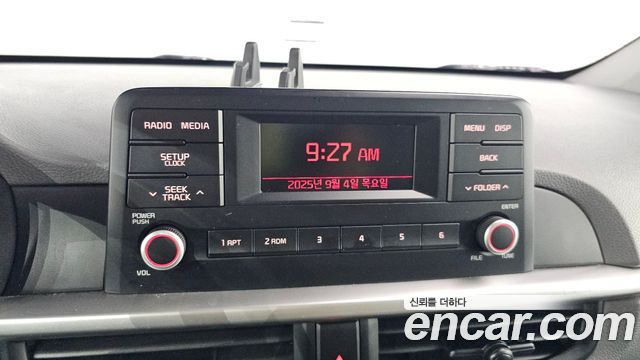 RADIO MEDIA
SETUP
CLOCK
SEEK
TRACK
POWER
PUSH
VOL
9:27 AM
2025년 9월 4일 목요일
MENU DISP
BACK
FOLDER
ENTER
FILE TUNE
1 RPT 2 RDM 3 4 5 6
신뢰를 더하다
encar.com